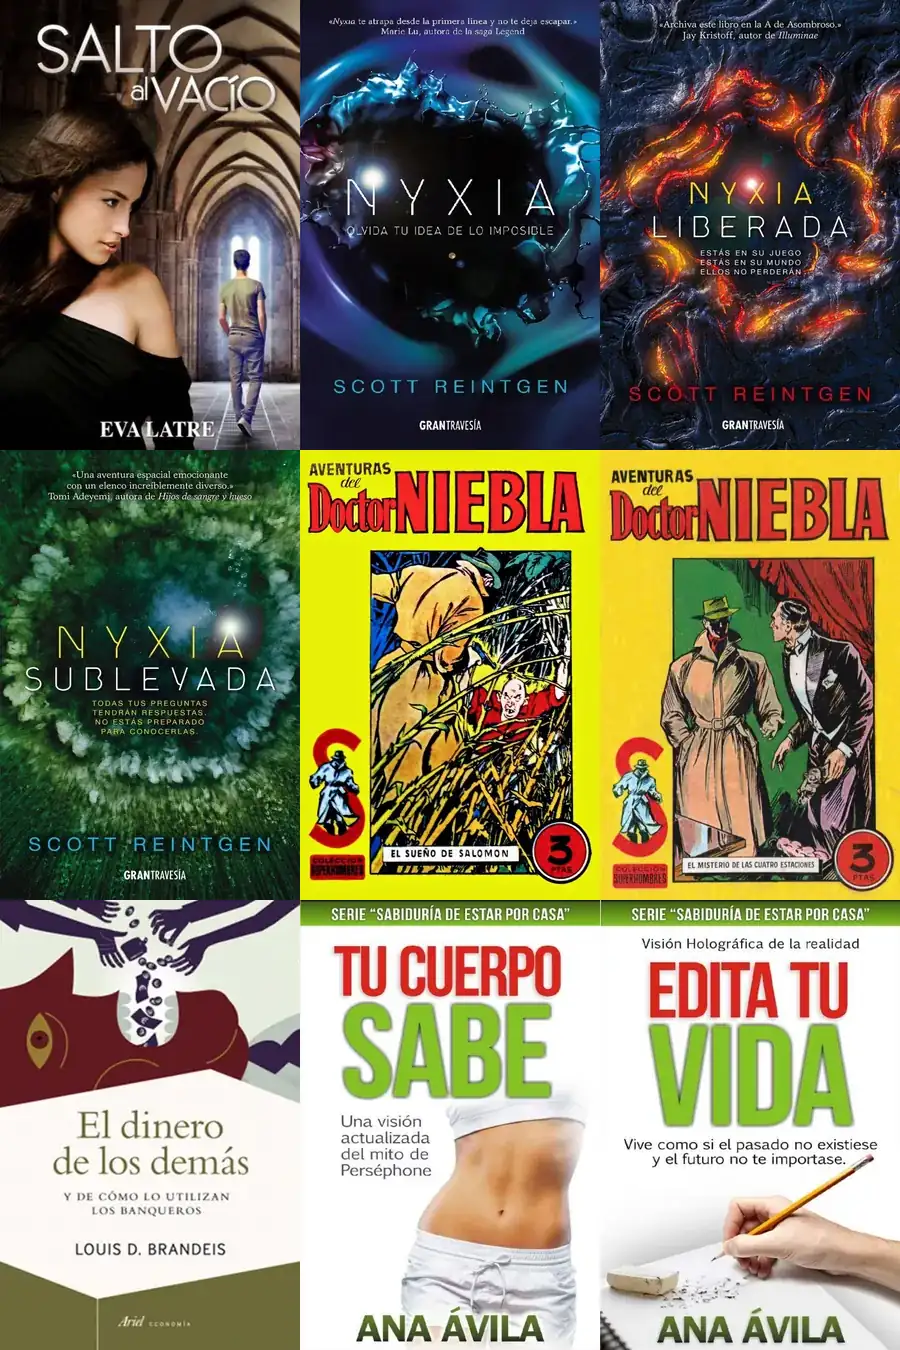 SALTO
al VACÍO
EVA LATRE
«Nyxia te atrapa desde la primera línea y no te deja escapar.»
Marie Lu, autora de la saga Legend
NYXIA
OLVIDA TU IDEA DE LO IMPOSIBLE
SCOTT REINTGEN
GRANTRAVESÍA
«Archiva este libro en la A de Asombroso.»
Jay Kristoff, autor de Illuminae
NYXIA
LIBERADA
ESTÁS EN SU JUEGO
ESTÁS EN SU MUNDO
ELLOS NO PERDERÁN
SCOTT REINTGEN
GRANTRAVESÍA
«Una aventura espacial emocionante
con un elenco increíblemente diverso.»
Tomi Adeyemi, autora de Hijos de sangre y hueso
NYXIA
SUBLEVADA
TODAS TUS PREGUNTAS
TENDRÁN RESPUESTAS.
NO ESTÁS PREPARADO
PARA CONOCERLAS.
SCOTT REINTGEN
GRANTRAVESÍA
AVENTURAS
del
Doctor NIEBLA
S
COLECCION
SUPERHOMBRES
EL SUEÑO DE SALOMON
3
PTAS
AVENTURAS
del
Doctor NIEBLA
S
COLECCION
SUPERHOMBRES
EL MISTERIO DE LAS CUATRO ESTACIONES
3
PTAS
El dinero
de los demás
Y DE CÓMO LO UTILIZAN
LOS BANQUEROS
LOUIS D. BRANDEIS
Ariel ECONOMÍA
SERIE “SABIDURÍA DE ESTAR POR CASA”
TU CUERPO
SABE
Una visión
actualizada
del mito de
Perséphone
ANA ÁVILA
SERIE “SABIDURÍA DE ESTAR POR CASA”
Visión Holográfica de la realidad
EDITA TU
VIDA
Vive como si el pasado no existiese
y el futuro no te importase.
ANA ÁVILA